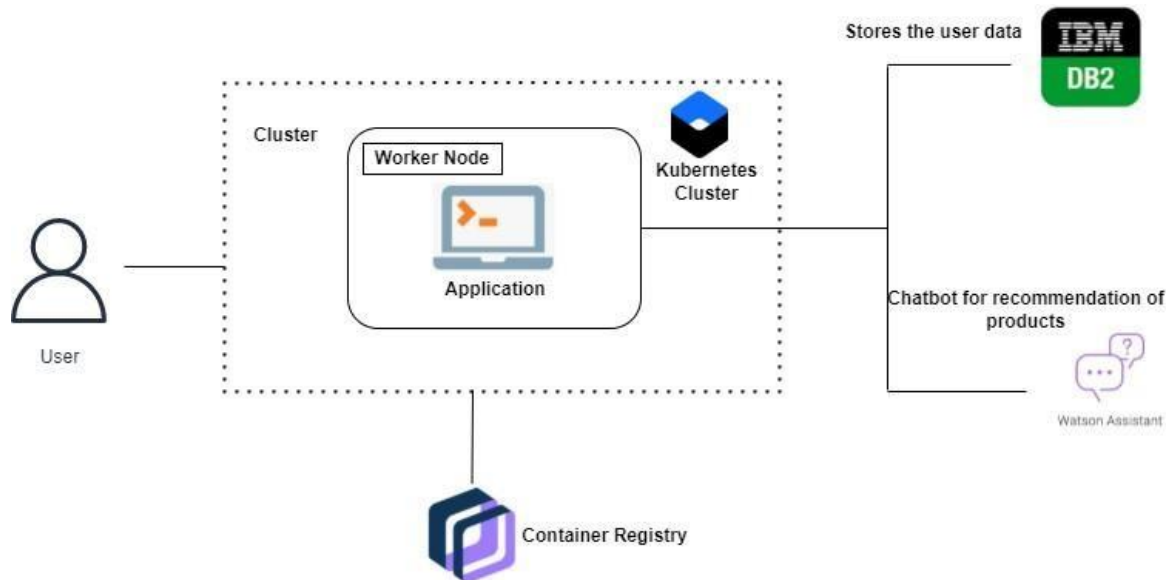 Stores the user data
IBM
DB2
Cluster
Worker Node
Kubernetes
Cluster
Application
User
Chatbot for recommendation of
products
?
Watson Assistant
Container Registry